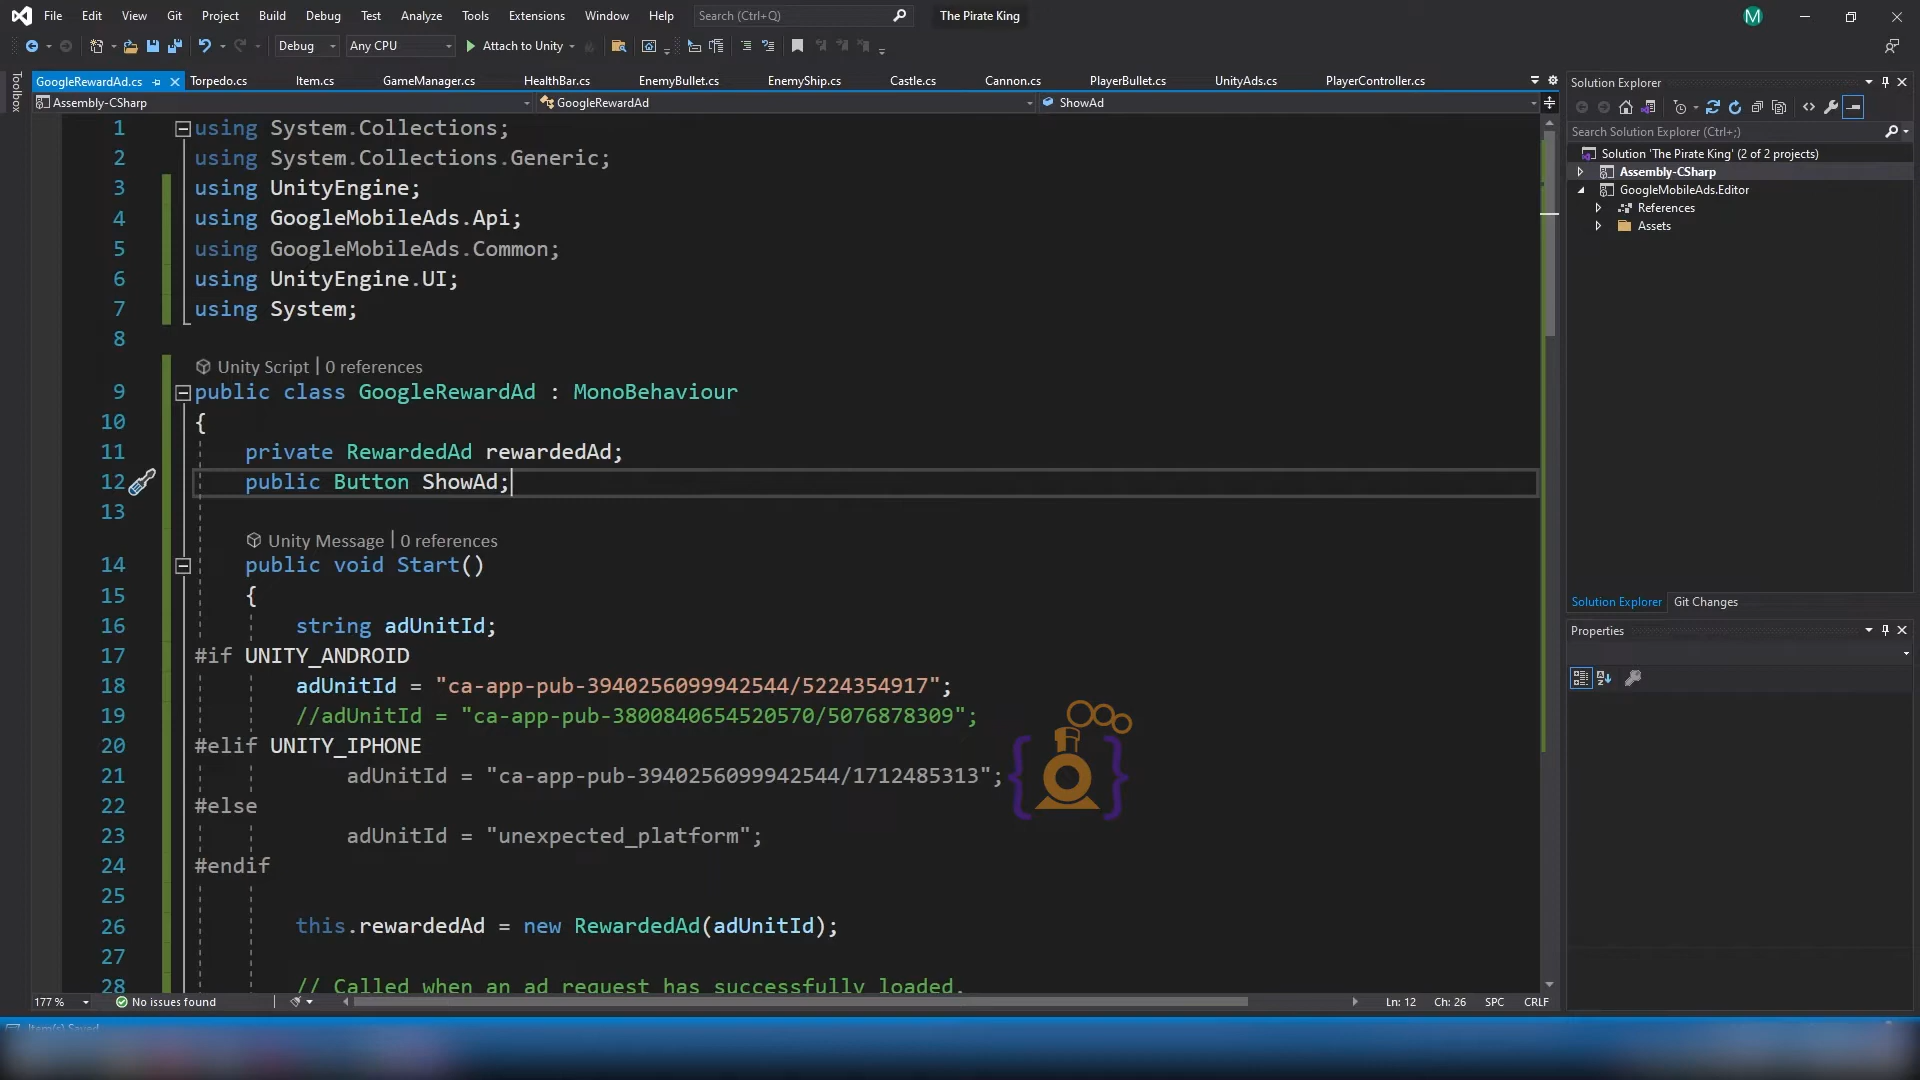 File Edit View Git Project Build Debug Test Analyze Tools Extensions Window Help Search (Ctrl+Q) The Pirate King M
Debug Any CPU Attach to Unity
GoogleRewardAd.cs Torpedo.cs Item.cs GameManager.cs HealthBar.cs EnemyBullet.cs EnemyShip.cs Castle.cs Cannon.cs PlayerBullet.cs UnityAds.cs PlayerController.cs
Toolbox
Assembly-CSharp GoogleRewardAd ShowAd
1 using System.Collections;
2 using System.Collections.Generic;
3 using UnityEngine;
4 using GoogleMobileAds.Api;
5 using GoogleMobileAds.Common;
6 using UnityEngine.UI;
7 using System;
8
Unity Script | 0 references
9 public class GoogleRewardAd : MonoBehaviour
10 {
11 private RewardedAd rewardedAd;
12 public Button ShowAd;
13
Unity Message | 0 references
14 public void Start()
15 {
16 string adUnitId;
17 #if UNITY_ANDROID
18 adUnitId = "ca-app-pub-3940256099942544/5224354917";
19 //adUnitId = "ca-app-pub-3800840654520570/5076878309";
20 #elif UNITY_IPHONE
21 adUnitId = "ca-app-pub-3940256099942544/1712485313";
22 #else
23 adUnitId = "unexpected_platform";
24 #endif
25
26 this.rewardedAd = new RewardedAd(adUnitId);
27
28 // Called when an ad request has successfully loaded.
177 % No issues found Ln: 12 Ch: 26 SPC CRLF
Item(s) Saved
Solution Explorer
Search Solution Explorer (Ctrl+;)
Solution 'The Pirate King' (2 of 2 projects)
Assembly-CSharp
GoogleMobileAds.Editor
References
Assets
Solution Explorer Git Changes
Properties